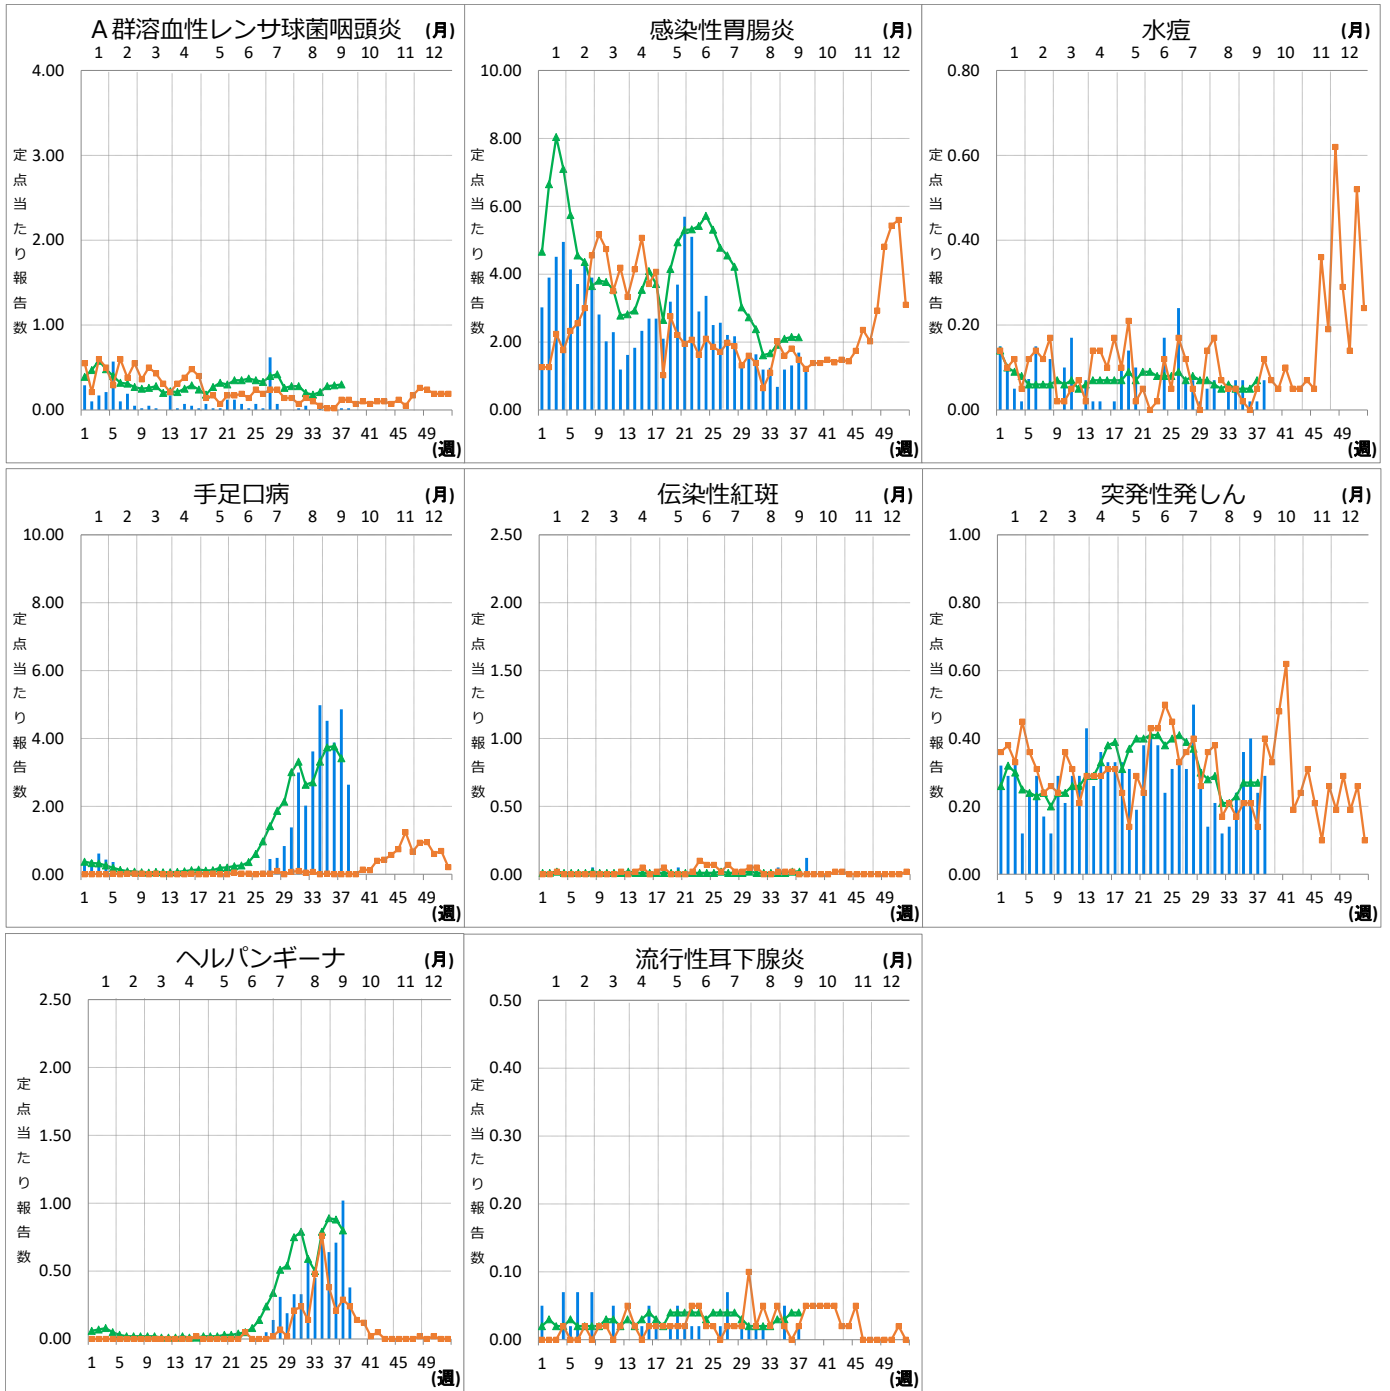 A群溶血性レンサ球菌咽頭炎 (月)
1 2 3 4 5 6 7 8 9 10 11 12
4.00
3.00
2.00
1.00
0.00
定点当たり報告数
1 5 9 13 17 21 25 29 33 37 41 45 49
(週)
感染性胃腸炎 (月)
1 2 3 4 5 6 7 8 9 10 11 12
10.00
8.00
6.00
4.00
2.00
0.00
定点当たり報告数
1 5 9 13 17 21 25 29 33 37 41 45 49
(週)
水痘 (月)
1 2 3 4 5 6 7 8 9 10 11 12
0.80
0.60
0.40
0.20
0.00
定点当たり報告数
1 5 9 13 17 21 25 29 33 37 41 45 49
(週)
手足口病 (月)
1 2 3 4 5 6 7 8 9 10 11 12
10.00
8.00
6.00
4.00
2.00
0.00
定点当たり報告数
1 5 9 13 17 21 25 29 33 37 41 45 49
(週)
伝染性紅斑 (月)
1 2 3 4 5 6 7 8 9 10 11 12
2.50
2.00
1.50
1.00
0.50
0.00
定点当たり報告数
1 5 9 13 17 21 25 29 33 37 41 45 49
(週)
突発性発しん (月)
1 2 3 4 5 6 7 8 9 10 11 12
1.00
0.80
0.60
0.40
0.20
0.00
定点当たり報告数
1 5 9 13 17 21 25 29 33 37 41 45 49
(週)
ヘルパンギーナ (月)
1 2 3 4 5 6 7 8 9 10 11 12
2.50
2.00
1.50
1.00
0.50
0.00
定点当たり報告数
1 5 9 13 17 21 25 29 33 37 41 45 49
(週)
流行性耳下腺炎 (月)
1 2 3 4 5 6 7 8 9 10 11 12
0.50
0.40
0.30
0.20
0.10
0.00
定点当たり報告数
1 5 9 13 17 21 25 29 33 37 41 45 49
(週)